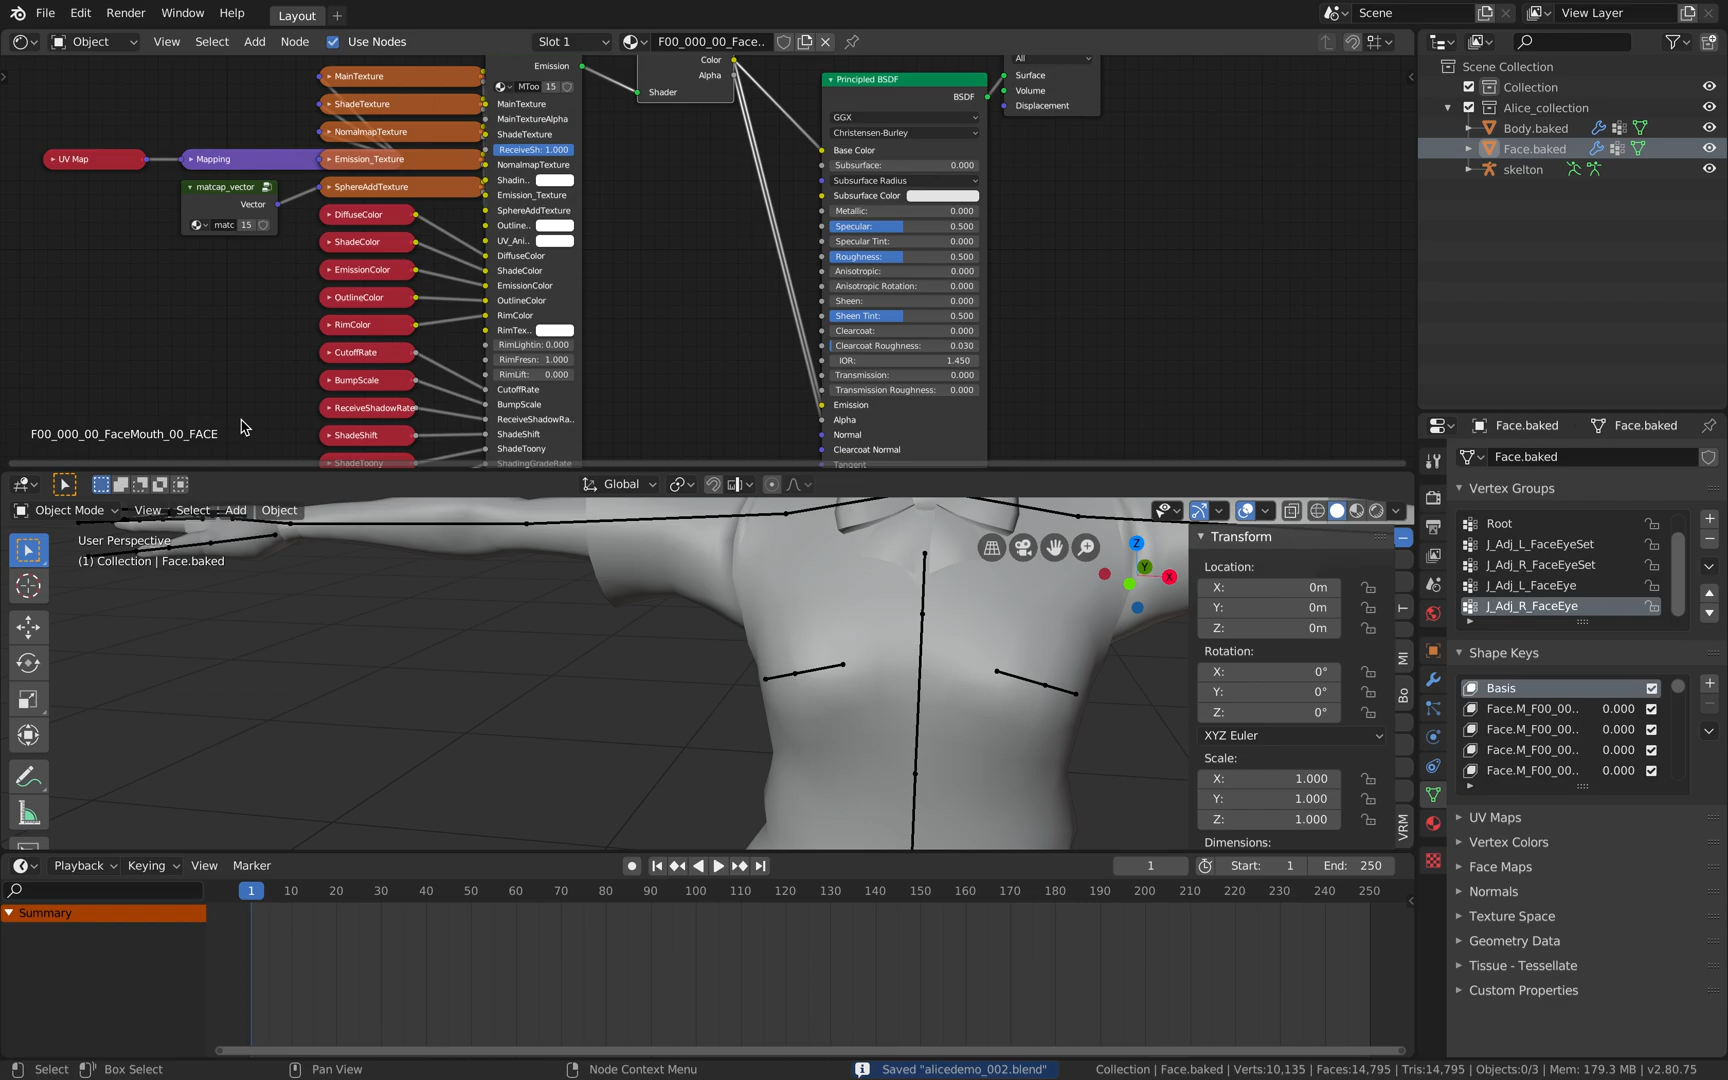 File Edit Render Window Help Layout +
Scene View Layer
Object View Select Add Node Use Nodes Slot 1 F00_000_00_Face..
MainTexture
ShadeTexture
NomalmapTexture
UV Map Mapping Emission_Texture
matcap_vector SphereAddTexture
Vector
matc 15
DiffuseColor
ShadeColor
EmissionColor
OutlineColor
RimColor
CutoffRate
BumpScale
ReceiveShadowRate
ShadeShift
ShadeToony
F00_000_00_FaceMouth_00_FACE
Emission
MToo 15
MainTexture
MainTextureAlpha
ShadeTexture
ReceiveSh: 1.000
NomalmapTexture
Shadin..
Emission_Texture
SphereAddTexture
Outline..
UV_Ani..
DiffuseColor
ShadeColor
EmissionColor
OutlineColor
RimColor
RimTex..
RimLightin: 0.000
RimFresn: 1.000
RimLift: 0.000
CutoffRate
BumpScale
ReceiveShadowRa..
ShadeShift
ShadeToony
ShadingGradeRate
Color
Alpha
Shader
Principled BSDF
BSDF
GGX
Christensen-Burley
Base Color
Subsurface: 0.000
Subsurface Radius
Subsurface Color
Metallic: 0.000
Specular: 0.500
Specular Tint: 0.000
Roughness: 0.500
Anisotropic: 0.000
Anisotropic Rotation: 0.000
Sheen: 0.000
Sheen Tint: 0.500
Clearcoat: 0.000
Clearcoat Roughness: 0.030
IOR: 1.450
Transmission: 0.000
Transmission Roughness: 0.000
Emission
Alpha
Normal
Clearcoat Normal
Tangent
All
Surface
Volume
Displacement
Scene Collection
Collection
Alice_collection
Body.baked
Face.baked
skelton
Global
Object Mode View Select Add Object
User Perspective
(1) Collection | Face.baked
Z
Y
X
Transform
Location:
X: 0m
Y: 0m
Z: 0m
Rotation:
X: 0°
Y: 0°
Z: 0°
XYZ Euler
Scale:
X: 1.000
Y: 1.000
Z: 1.000
Dimensions:
T
MI
Bo
VRM
Face.baked Face.baked
Face.baked
Vertex Groups
Root
J_Adj_L_FaceEyeSet
J_Adj_R_FaceEyeSet
J_Adj_L_FaceEye
J_Adj_R_FaceEye
Shape Keys
Basis
Face.M_F00_00.. 0.000
Face.M_F00_00.. 0.000
Face.M_F00_00.. 0.000
Face.M_F00_00.. 0.000
UV Maps
Vertex Colors
Face Maps
Normals
Texture Space
Geometry Data
Tissue - Tessellate
Custom Properties
Playback Keying View Marker 1 Start: 1 End: 250
1 10 20 30 40 50 60 70 80 90 100 110 120 130 140 150 160 170 180 190 200 210 220 230 240 250
Summary
Select Box Select Pan View Node Context Menu Saved "alicedemo_002.blend" Collection | Face.baked | Verts:10,135 | Faces:14,795 | Tris:14,795 | Objects:0/3 | Mem: 179.3 MB | v2.80.75